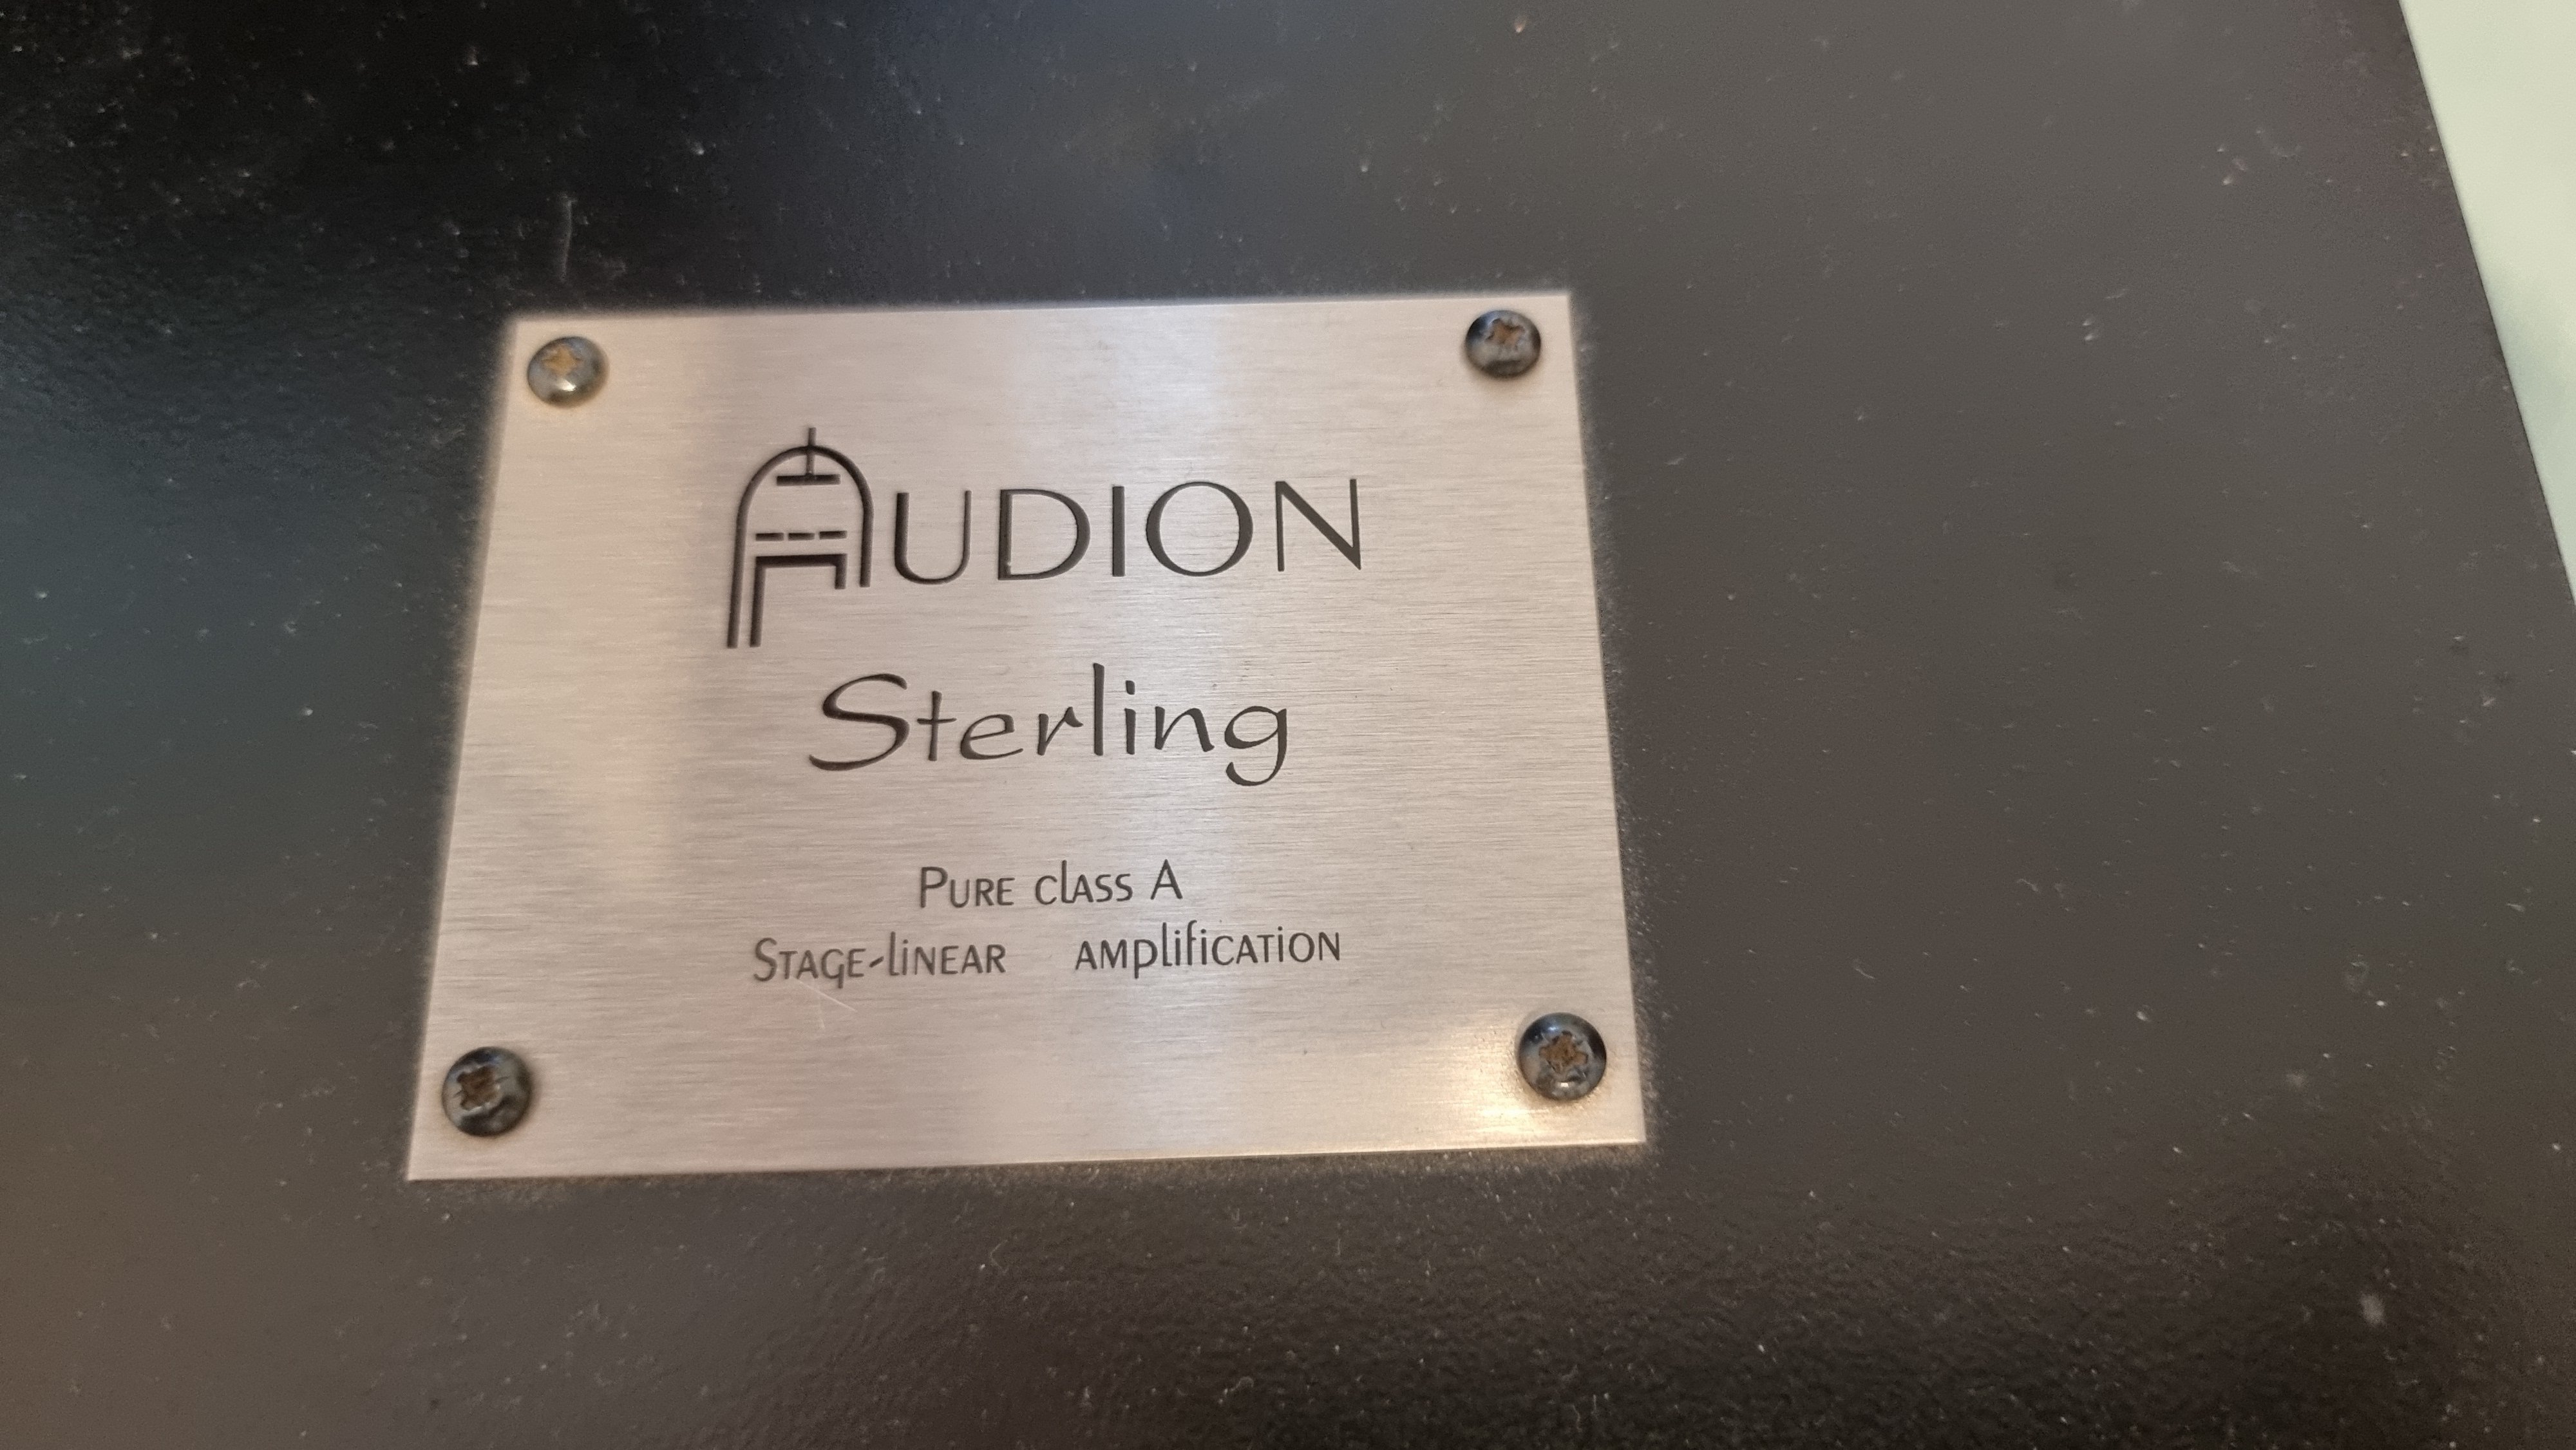 AUDION
Sterling
Pure class A
Stage-linear amplification